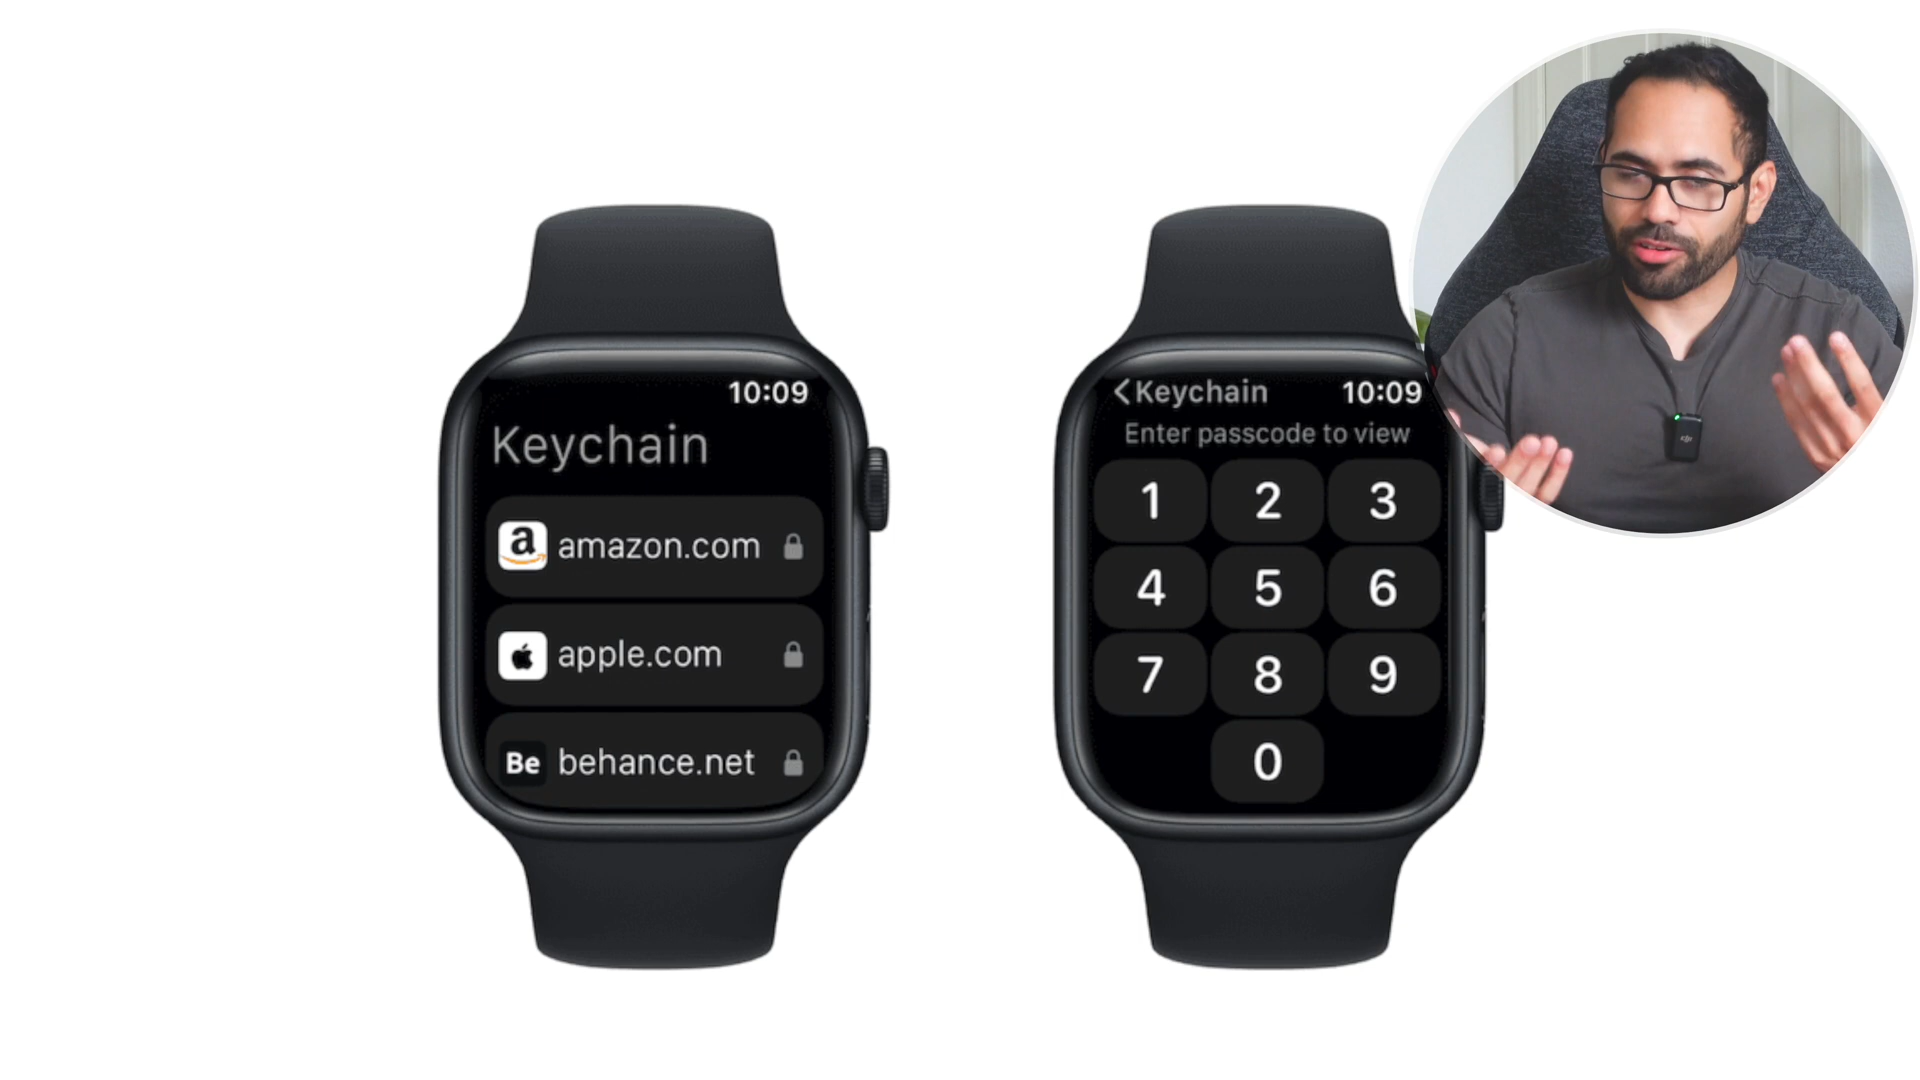 10:09
Keychain
a amazon.com
apple.com
Be behance.net
Keychain 10:09
Enter passcode to view
1 2 3
4 5 6
7 8 9
0
dji